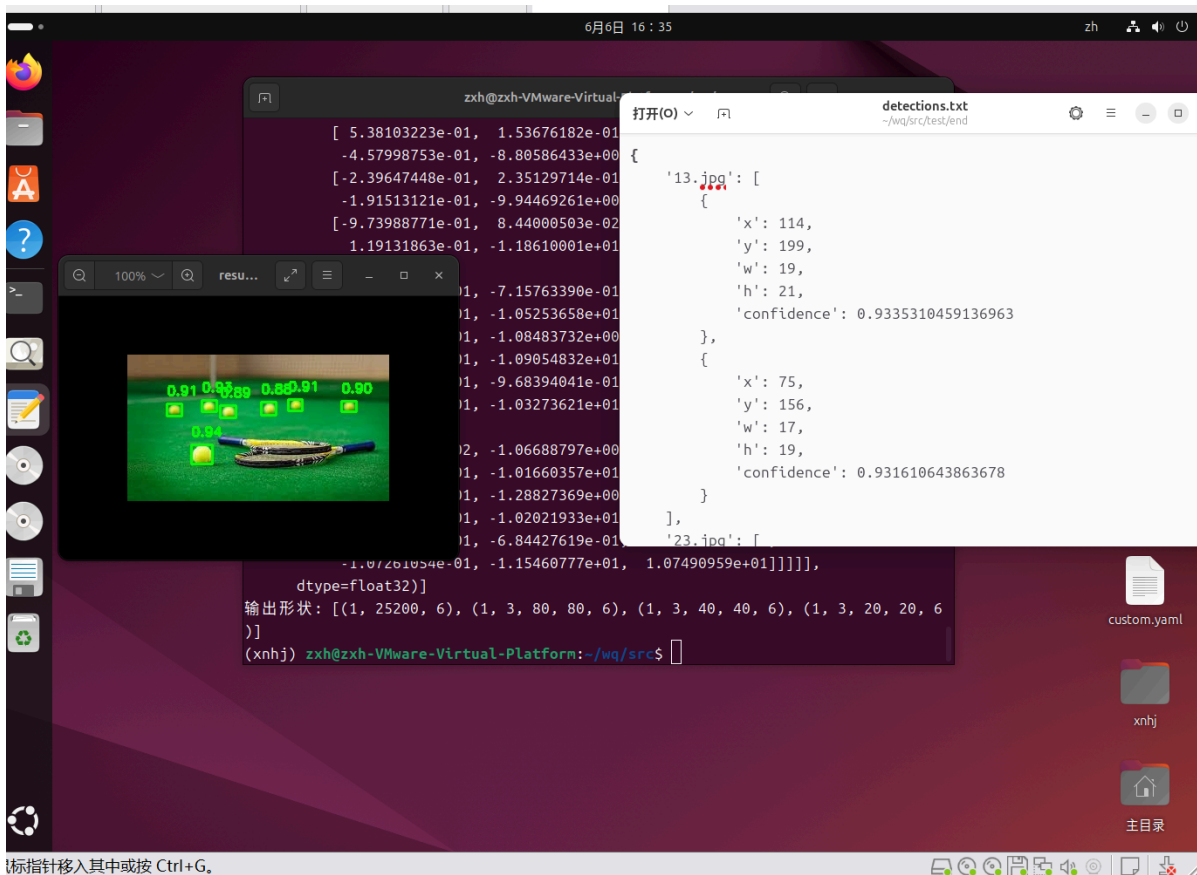 6月6日 16：35
zh
zxh@zxh-VMware-Virtual-
[ 5.38103223e-01, 1.53676182e-01
-4.57998753e-01, -8.80586433e+00
[-2.39647448e-01, 2.35129714e-01
-1.91513121e-01, -9.94469261e+00
[-9.73988771e-01, 8.44000503e-02
1.19131863e-01, -1.18610001e+01
01, -7.15763390e-01
01, -1.05253658e+01
01, -1.08483732e+00
01, -1.09054832e+01
01, -9.68394041e-01
01, -1.03273621e+01
02, -1.06688797e+00
01, -1.01660357e+01
01, -1.28827369e+00
01, -1.02021933e+01
01, -6.84427619e-01,
-1.07261054e-01, -1.15460777e+01, 1.07490959e+01]]]]],
dtype=float32)]
输出形状: [(1, 25200, 6), (1, 3, 80, 80, 6), (1, 3, 40, 40, 6), (1, 3, 20, 20, 6
)]
(xnhj) zxh@zxh-VMware-Virtual-Platform:~/wq/src$
100%
resu...
0.91 0.93 0.89 0.88 0.91 0.90
0.94
打开(O)
detections.txt
~/wq/src/test/end
{
'13.jpg': [
{
'x': 114,
'y': 199,
'w': 19,
'h': 21,
'confidence': 0.9335310459136963
},
{
'x': 75,
'y': 156,
'w': 17,
'h': 19,
'confidence': 0.931610643863678
}
],
'23.jpg': [
custom.yaml
xnhj
主目录
标指针移入其中或按 Ctrl+G。